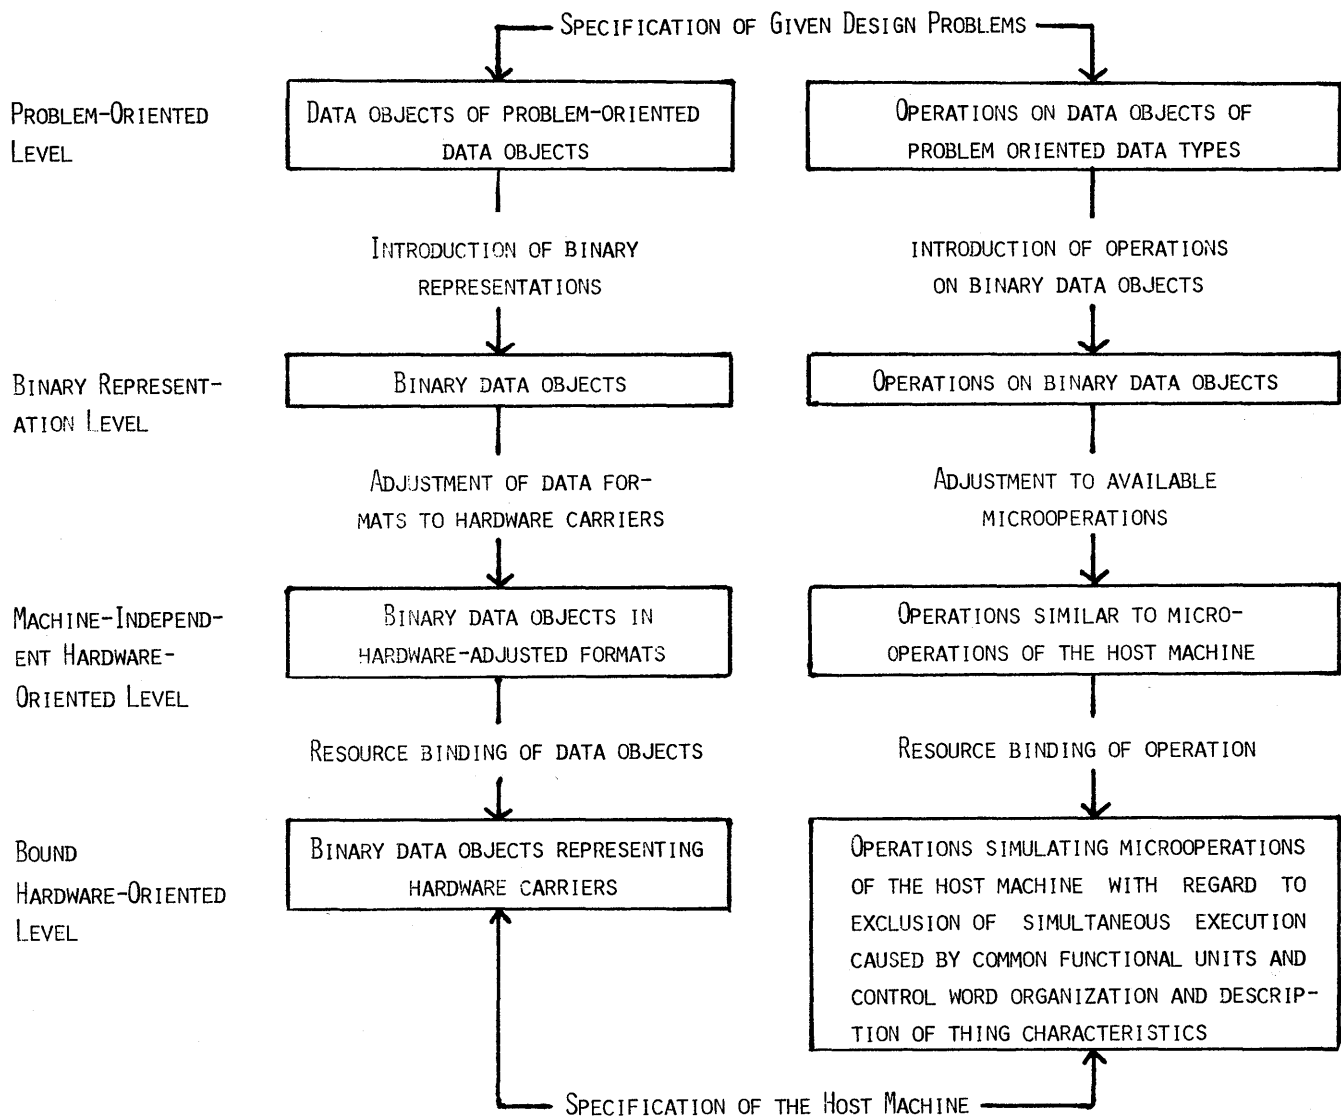 SPECIFICATION OF GIVEN DESIGN PROBLEMS
PROBLEM-ORIENTED
LEVEL
DATA OBJECTS OF PROBLEM-ORIENTED
DATA OBJECTS
OPERATIONS ON DATA OBJECTS OF
PROBLEM ORIENTED DATA TYPES
INTRODUCTION OF BINARY
REPRESENTATIONS
INTRODUCTION OF OPERATIONS
ON BINARY DATA OBJECTS
BINARY REPRESENT-
ATION LEVEL
BINARY DATA OBJECTS
OPERATIONS ON BINARY DATA OBJECTS
ADJUSTMENT OF DATA FOR-
MATS TO HARDWARE CARRIERS
ADJUSTMENT TO AVAILABLE
MICROOPERATIONS
MACHINE-INDEPEND-
ENT HARDWARE-
ORIENTED LEVEL
BINARY DATA OBJECTS IN
HARDWARE-ADJUSTED FORMATS
OPERATIONS SIMILAR TO MICRO-
OPERATIONS OF THE HOST MACHINE
RESOURCE BINDING OF DATA OBJECTS
RESOURCE BINDING OF OPERATION
BOUND
HARDWARE-ORIENTED
LEVEL
BINARY DATA OBJECTS REPRESENTING
HARDWARE CARRIERS
OPERATIONS SIMULATING MICROOPERATIONS
OF THE HOST MACHINE WITH REGARD TO
EXCLUSION OF SIMULTANEOUS EXECUTION
CAUSED BY COMMON FUNCTIONAL UNITS AND
CONTROL WORD ORGANIZATION AND DESCRIP-
TION OF THING CHARACTERISTICS
SPECIFICATION OF THE HOST MACHINE